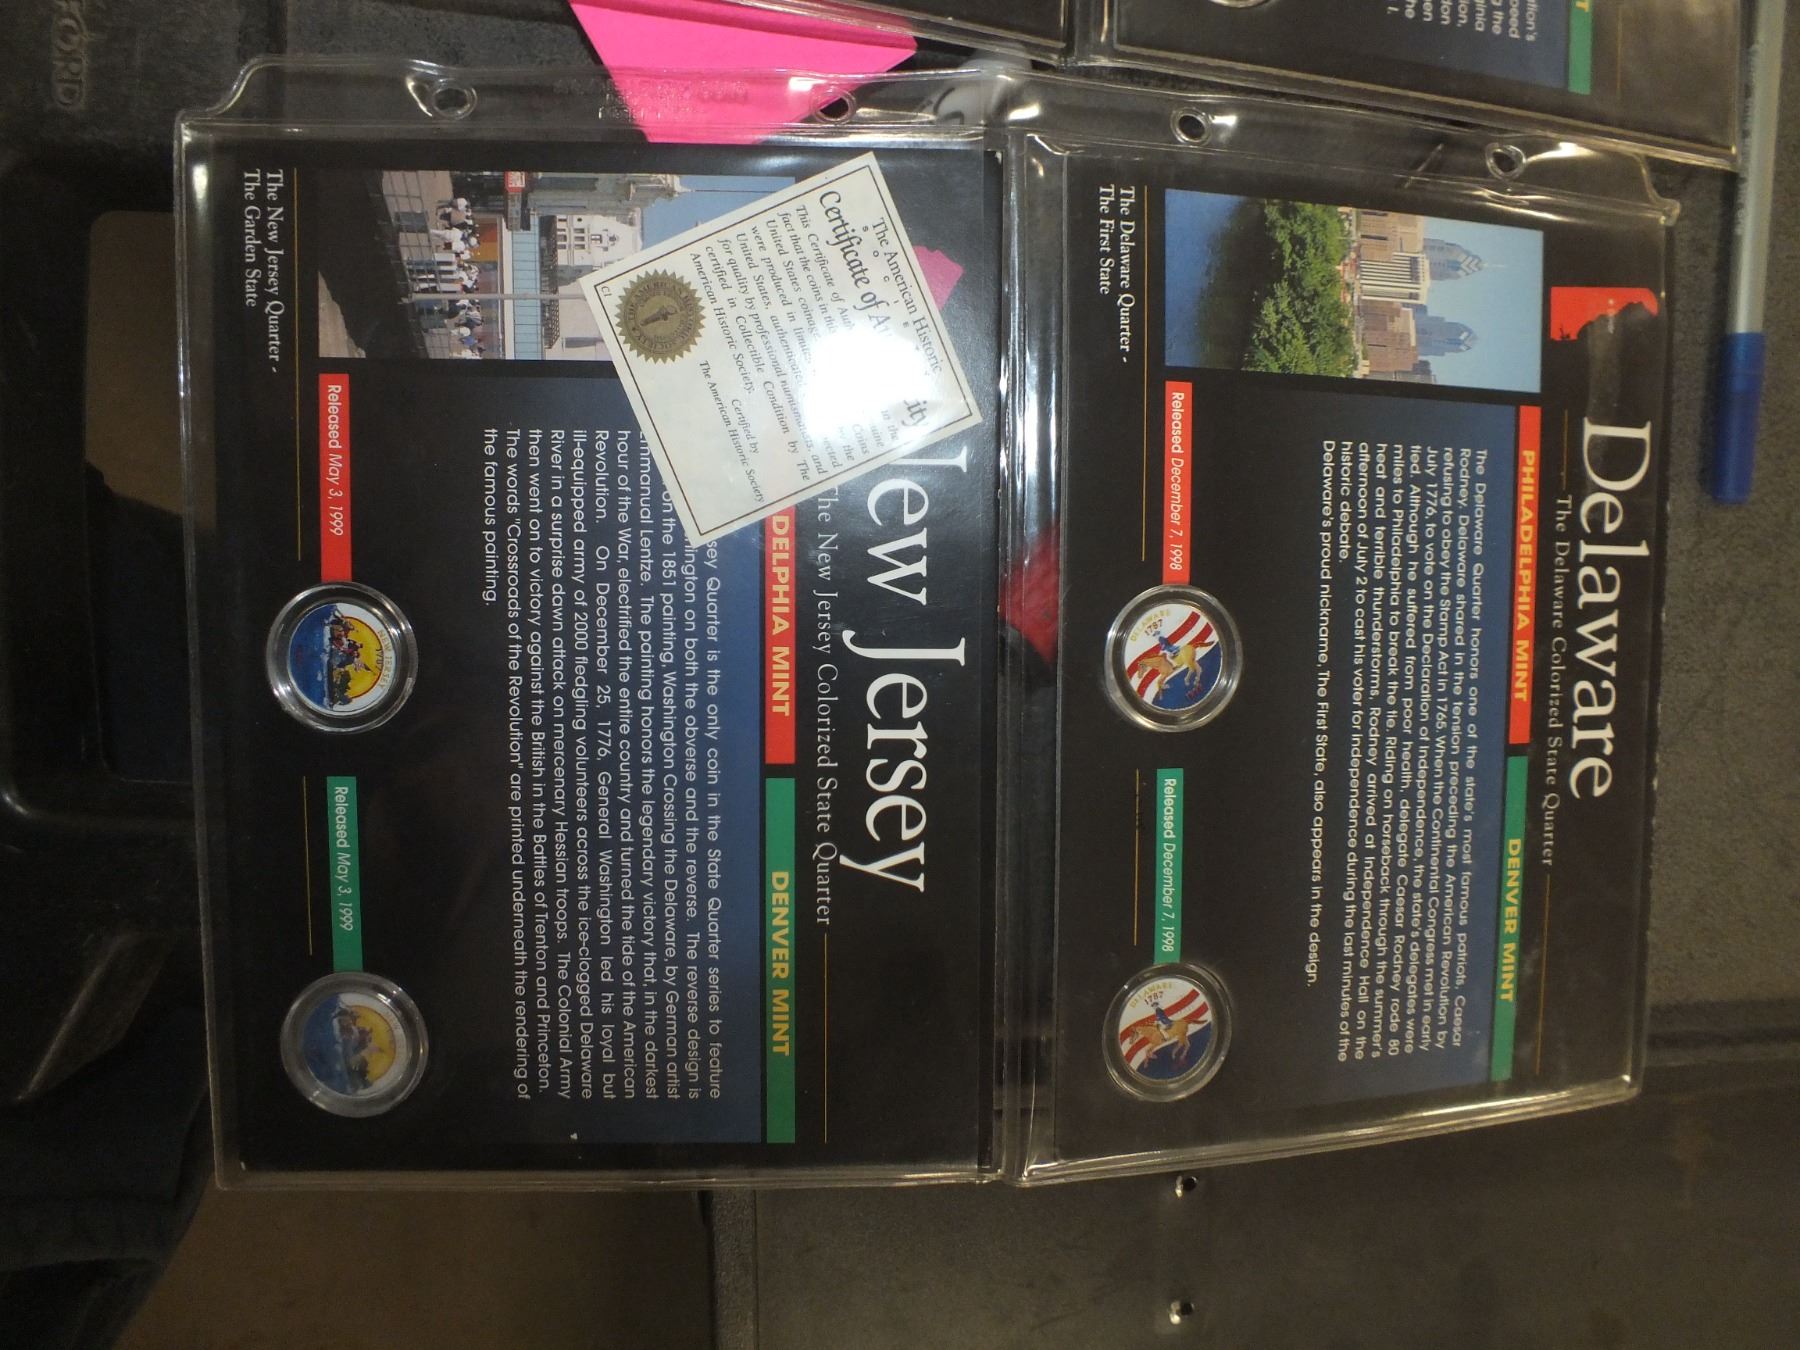 Delaware
The Delaware Colorized State Quarter
PHILADELPHIA MINT
DENVER MINT
The Delaware Quarter honors one of the state's most famous patriots, Caesar
Rodney. Delaware shared in the tension preceding the American Revolution by
refusing to obey the Stamp Act in 1765. When the Continental Congress met in early
July 1776, to vote on the Declaration of Independence, the state's delegates were
tied. Although he suffered from poor health, delegate Caesar Rodney rode 80
miles to Philadelphia to break the tie. Riding on horseback through the summer's
heat and terrible thunderstorms, Rodney arrived at Independence Hall on the
afternoon of July 2 to cast his vote for independence during the last minutes of the
historic debate.
Delaware's proud nickname, The First State, also appears in the design.
The Delaware Quarter -
The First State
Released December 7, 1998
Released December 7, 1998
DELAWARE
1787
DELAWARE
1787
New Jersey
The New Jersey Colorized State Quarter
DELPHIA MINT
DENVER MINT
sey Quarter is the only coin in the State Quarter series to feature
ington on both the obverse and the reverse. The reverse design is
on the 1851 painting, Washington Crossing the Delaware, by German artist
Emmanual Lentze. The painting honors the legendary victory that, in the darkest
hour of the War, electrified the entire country and turned the tide of the American
Revolution. On December 25, 1776, General Washington led his loyal but
ill-equipped army of 2000 fledgling volunteers across the ice-clogged Delaware
River in a surprise dawn attack on mercenary Hessian troops. The Colonial Army
then went on to victory against the British in the Battles of Trenton and Princeton.
The words "Crossroads of the Revolution" are printed underneath the rendering of
the famous painting.
The New Jersey Quarter -
The Garden State
Released May 3, 1999
Released May 3, 1999
NEW JERSEY
1787
The American Historic
Certificate of
This Certificate of
fact that the coins in this
United States coinage
were produced in
United States, authenticated
for quality by professional numismatists, and
certified in Collectible Condition by The
American Historic Society.
Certified by
The American Historic Society
C1